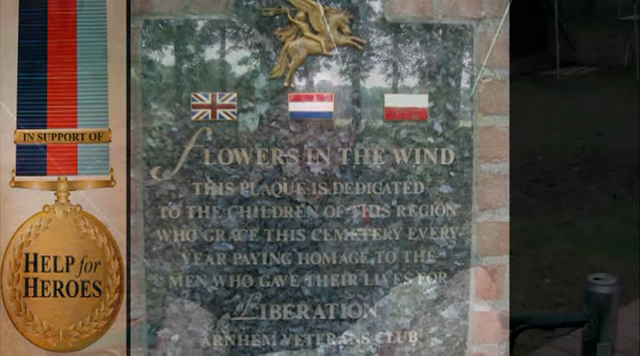 IN SUPPORT OF
HELP for
HEROES
FLOWERS IN THE WIND
THIS PLAQUE IS DEDICATED
TO THE CHILDREN OF THIS REGION
WHO GRACE THIS CEMETERY EVERY
YEAR PAYING HOMAGE TO THE
MEN WHO GAVE THEIR LIVES FOR
LIBERATION
ARNHEM VETERANS CLUB